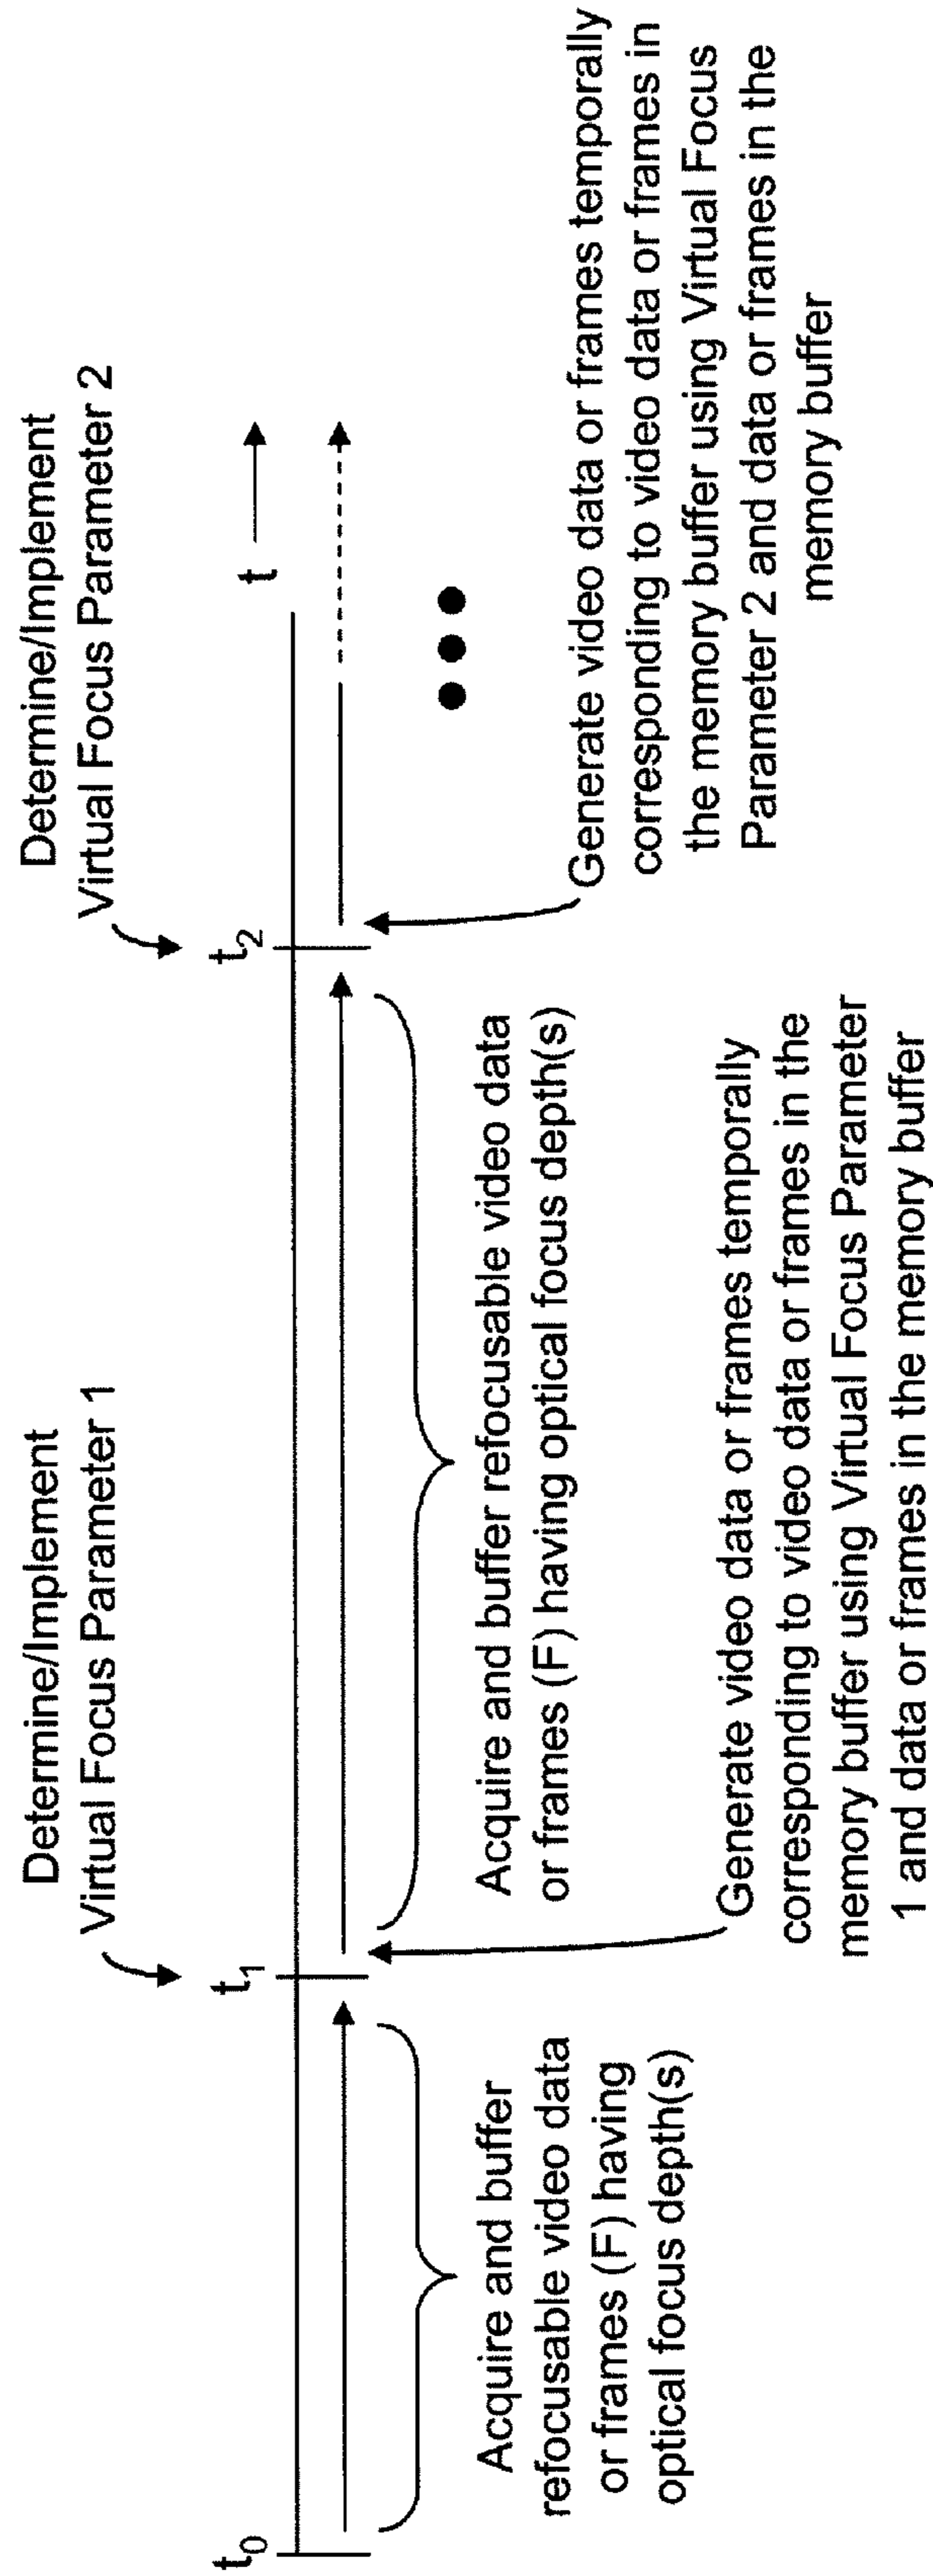 Determine/Implement
Virtual Focus Parameter 1
Determine/Implement
Virtual Focus Parameter 2
t0
t1
t2
t
Acquire and buffer
refocusable video data
or frames (F) having
optical focus depth(s)
Acquire and buffer refocusable video data
or frames (F) having optical focus depth(s)
Generate video data or frames temporally
corresponding to video data or frames in the
memory buffer using Virtual Focus Parameter
1 and data or frames in the memory buffer
Generate video data or frames temporally
corresponding to video data or frames in
the memory buffer using Virtual Focus
Parameter 2 and data or frames in the
memory buffer